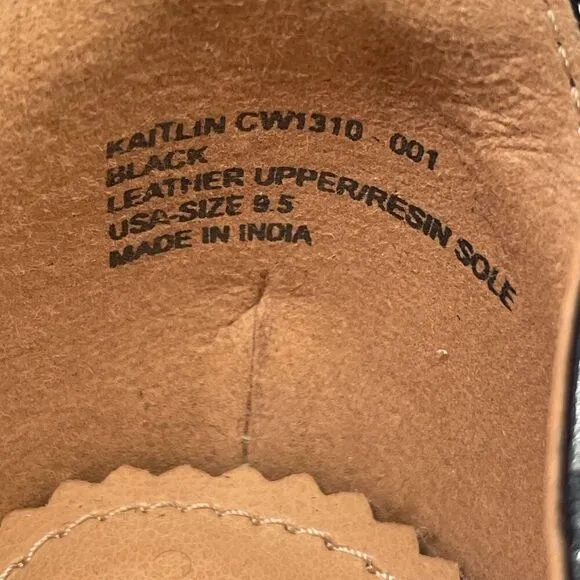 KAITLIN CW1310 - 001
BLACK
LEATHER UPPER/RESIN SOLE
USA-SIZE 9.5
MADE IN INDIA